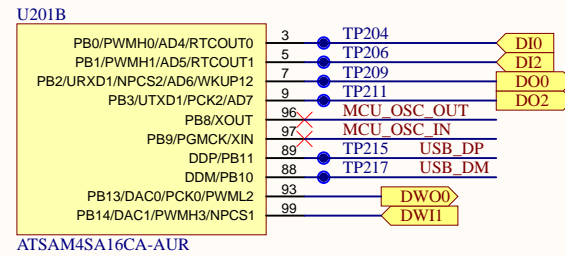 U201B
PB0/PWMH0/AD4/RTCOUT0 3 TP204 DI0
PB1/PWMH1/AD5/RTCOUT1 5 TP206 DI2
PB2/URXD1/NPCS2/AD6/WKUP12 7 TP209 DO0
PB3/UTXD1/PCK2/AD7 9 TP211 DO2
PB8/XOUT 96 MCU_OSC_OUT
PB9/PGMCK/XIN 97 MCU_OSC_IN
DDP/PB11 89 TP215 USB_DP
DDM/PB10 88 TP217 USB_DM
PB13/DAC0/PCK0/PWML2 93 DWO0
PB14/DAC1/PWMH3/NPCS1 99 DWI1
ATSAM4SA16CA-AUR